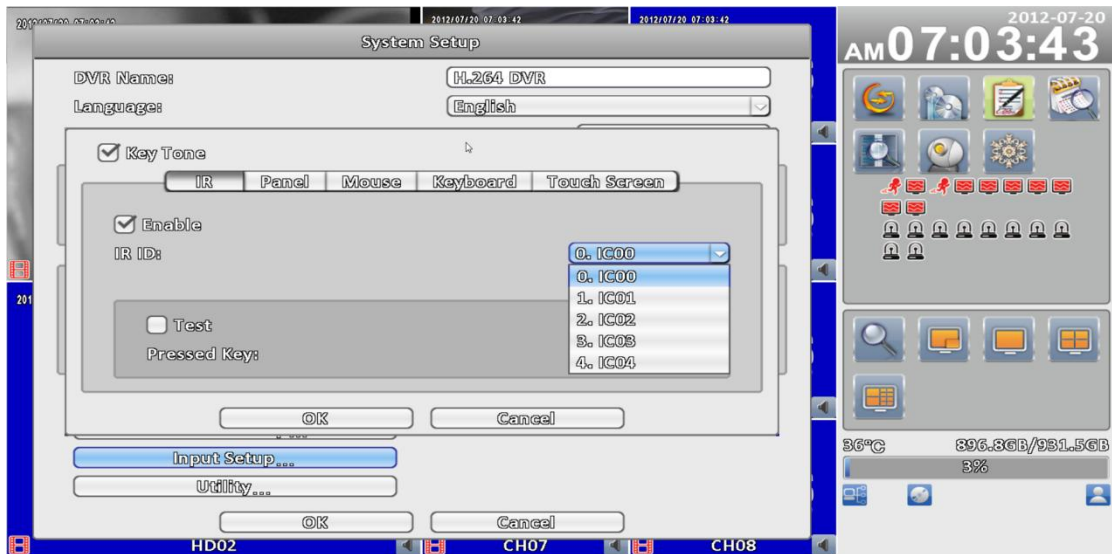 2012/07/20 07:03:42
2012/07/20 07:03:42
2012-07-20
AM07:03:43
System Setup
DVR Name:
H.264 DVR
Language:
English
Key Tone
IR
Panel
Mouse
Keyboard
Touch Screen
Enable
IR ID:
0. IC00
0. IC00
1. IC01
2. IC02
3. IC03
4. IC04
Test
Pressed Key:
OK
Cancel
Input Setup...
Utility...
OK
Cancel
36°C
896.8GB/931.5GB
3%
HD02
CH07
CH08